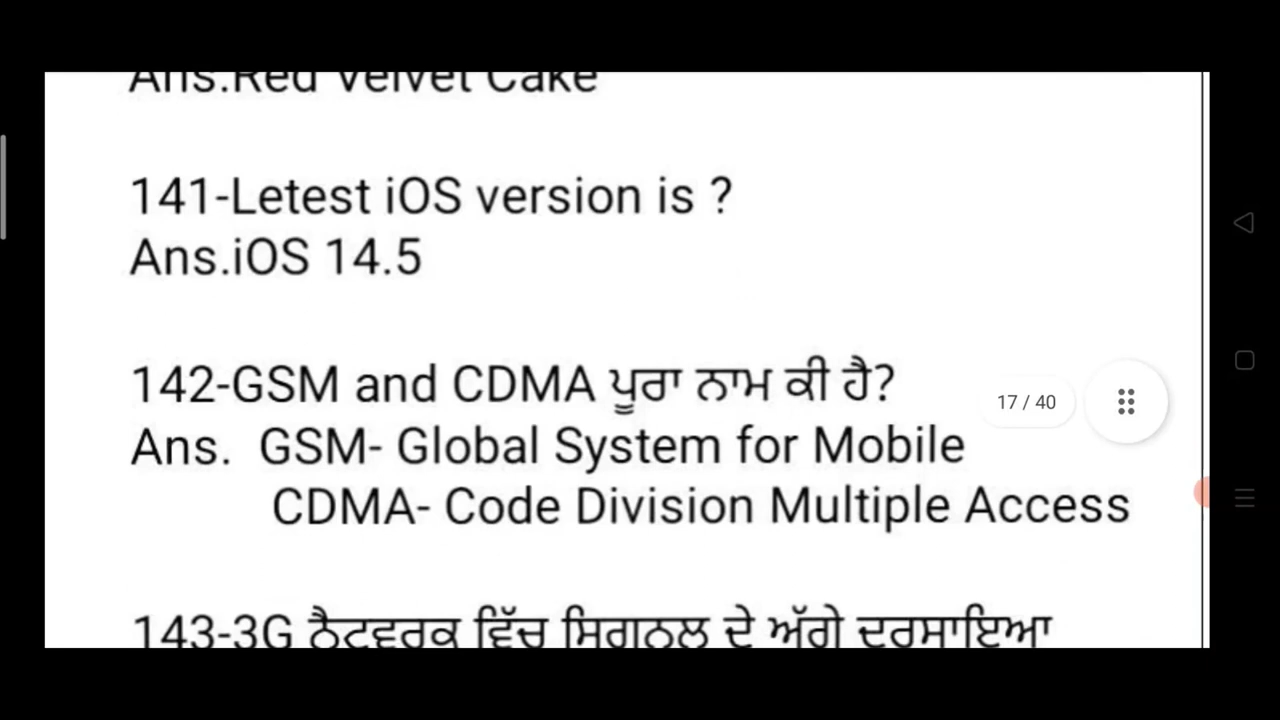 Ans.Red Velvet Cake
141-Letest iOS version is ?
Ans.iOS 14.5
142-GSM and CDMA ਪੂਰਾ ਨਾਮ ਕੀ ਹੈ?
17 / 40
Ans. GSM- Global System for Mobile
CDMA- Code Division Multiple Access
143-3G ਨੈਟਵਰਕ ਵਿੱਚ ਸਿਗਨਲ ਦੇ ਅੱਗੇ ਦਰਸਾਇਆ